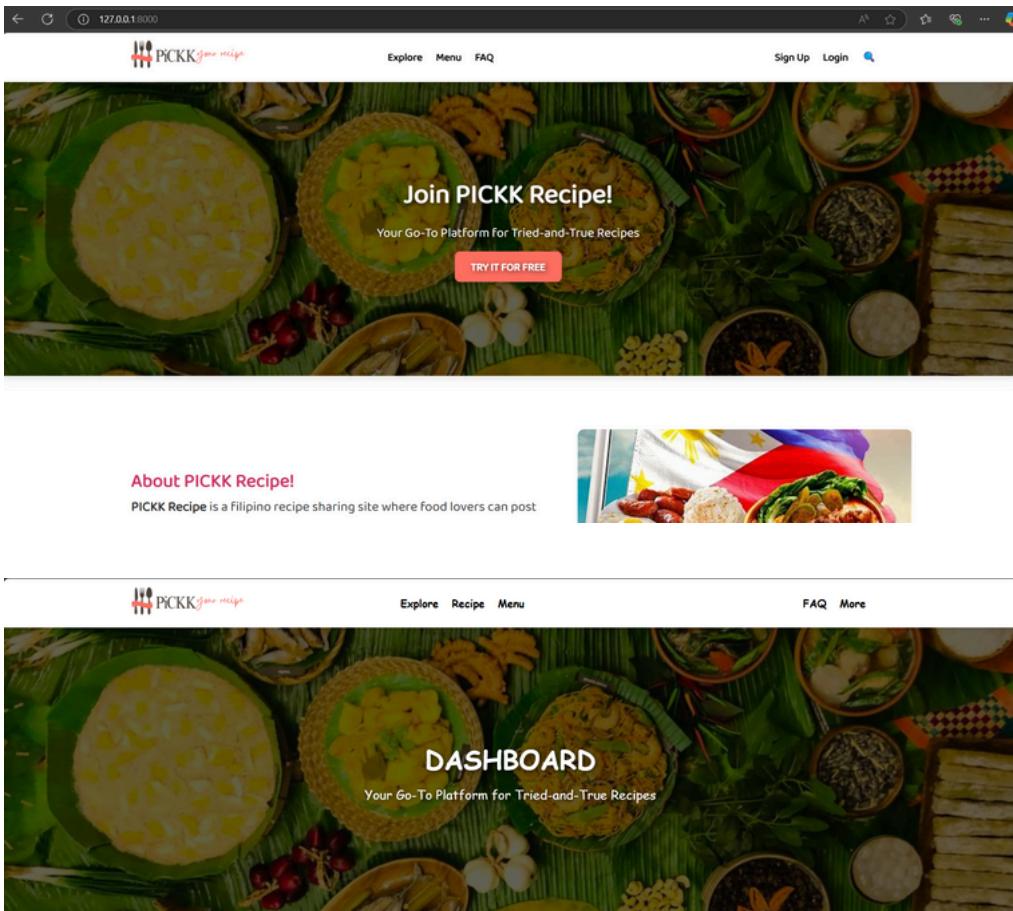 127.0.0.1:8000
PiCKK your recipe
Explore Menu FAQ
Sign Up Login
Join PICKK Recipe!
Your Go-To Platform for Tried-and-True Recipes
TRY IT FOR FREE
About PICKK Recipe!
PICKK Recipe is a filipino recipe sharing site where food lovers can post
PiCKK your recipe
Explore Recipe Menu
FAQ More
DASHBOARD
Your Go-To Platform for Tried-and-True Recipes